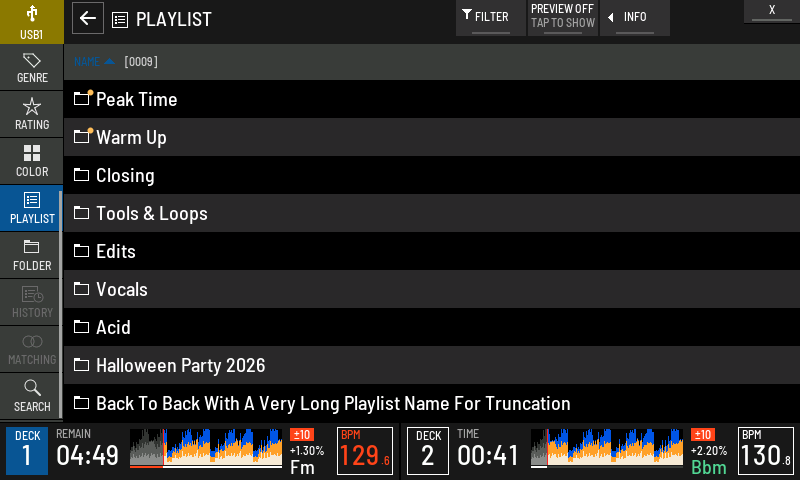 USB1
PLAYLIST
FILTER
PREVIEW OFF
TAP TO SHOW
INFO
X
NAME [0009]
GENRE
RATING
COLOR
PLAYLIST
FOLDER
HISTORY
MATCHING
SEARCH
Peak Time
Warm Up
Closing
Tools & Loops
Edits
Vocals
Acid
Halloween Party 2026
Back To Back With A Very Long Playlist Name For Truncation
DECK
1
REMAIN
04:49
±10
+1.30%
Fm
BPM
129.6
DECK
2
TIME
00:41
±10
+2.20%
Bbm
BPM
130.8